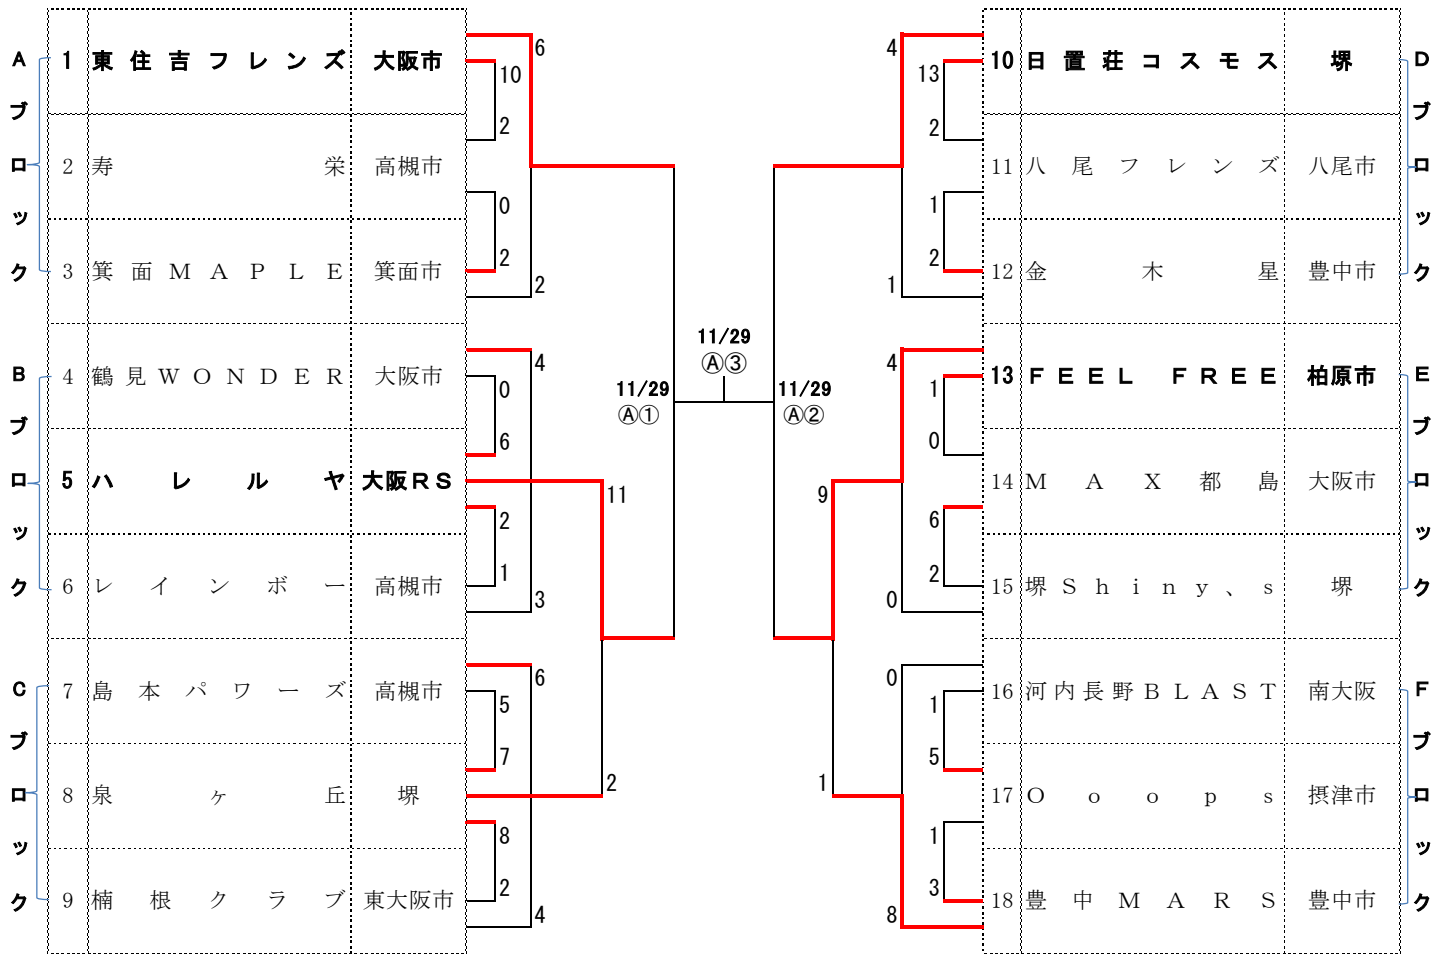 Aブロック
1 東住吉フレンズ 大阪市
2 寿栄 高槻市
3 箕面MAPLE 箕面市
Bブロック
4 鶴見WONDER 大阪市
5 ハレルヤ 大阪RS
6 レインボー 高槻市
Cブロック
7 島本パワーズ 高槻市
8 泉ヶ丘 堺
9 楠根クラブ 東大阪市
6
10
2
0
2
2
4
0
6
11
2
1
3
6
5
7
2
8
2
4
11/29
Ⓐ①
11/29
Ⓐ③
11/29
Ⓐ②
4
13
2
1
2
1
4
1
0
9
6
2
0
0
1
5
1
1
3
8
Dブロック
10 日置荘コスモス 堺
11 八尾フレンズ 八尾市
12 金木星 豊中市
Eブロック
13 FEEL FREE 柏原市
14 MAX都島 大阪市
15 堺Shiny、s 堺
Fブロック
16 河内長野BLAST 南大阪
17 Ooops 摂津市
18 豊中MARS 豊中市